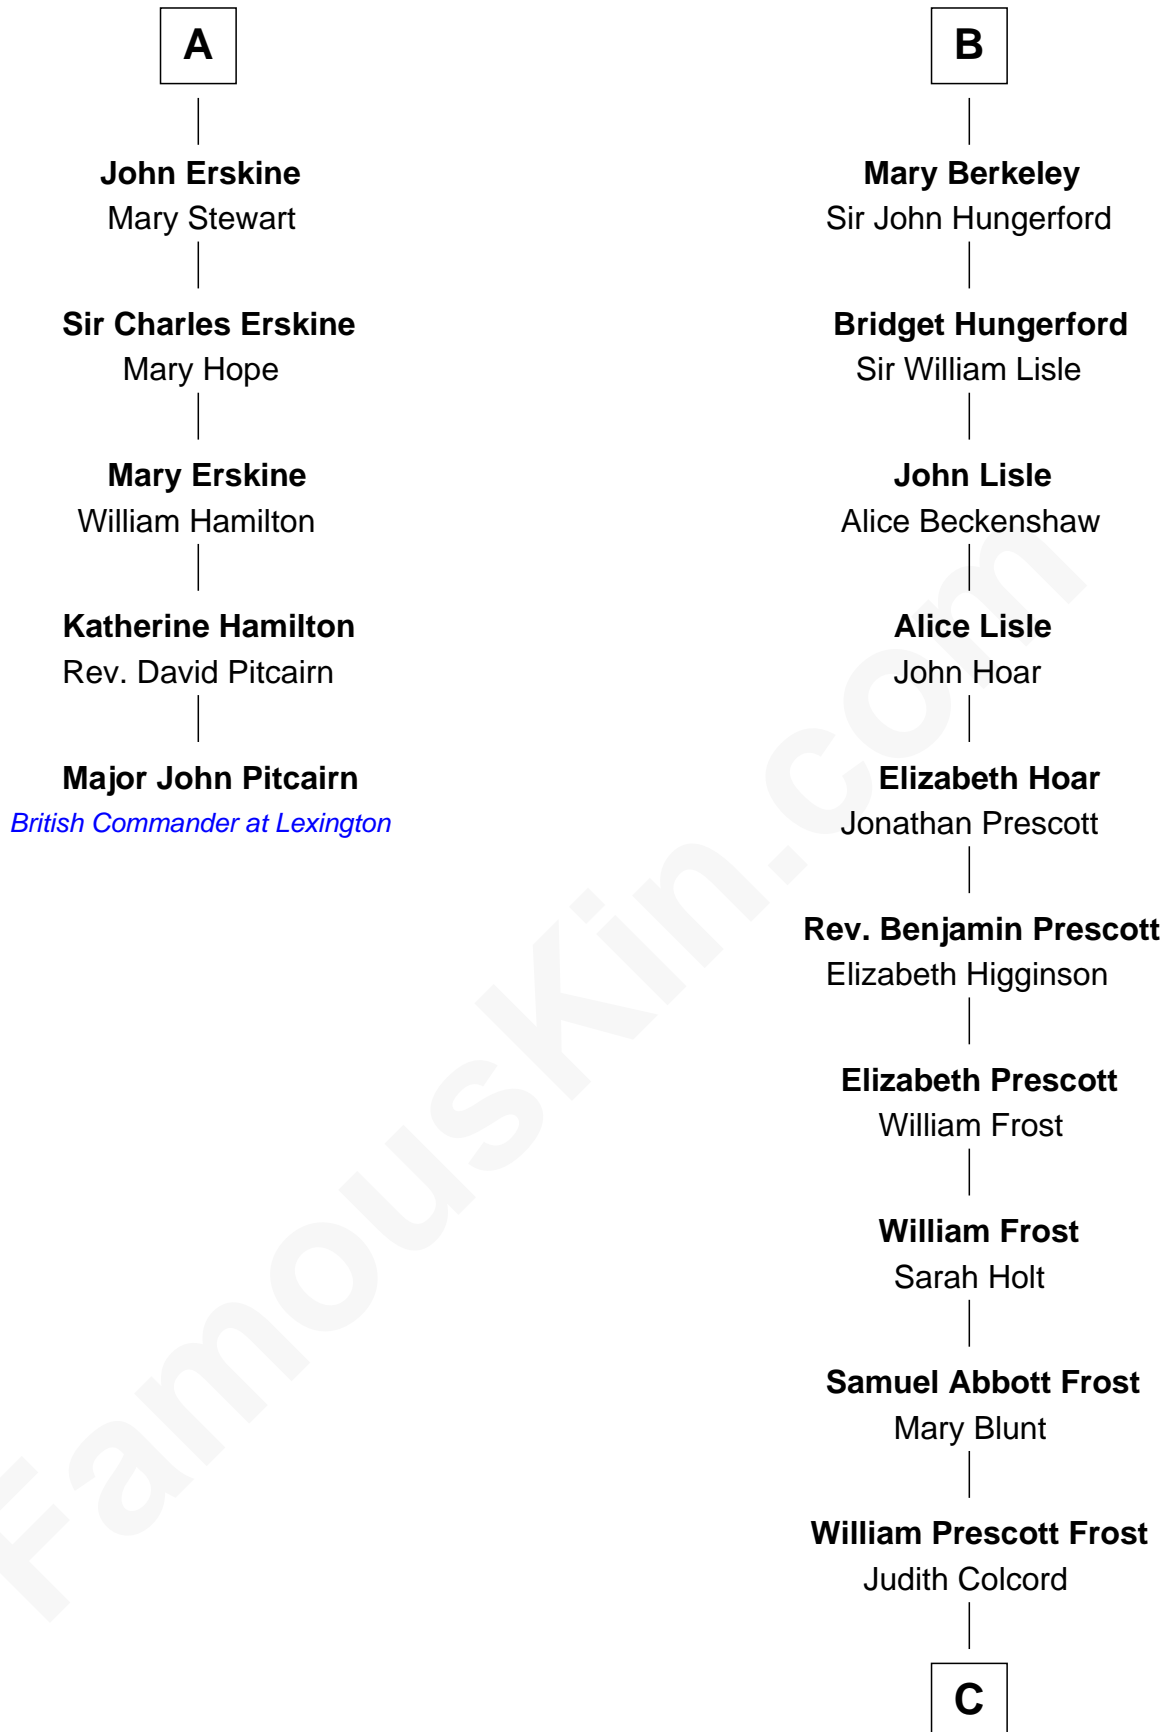 A
John Erskine
Mary Stewart
Sir Charles Erskine
Mary Hope
Mary Erskine
William Hamilton
Katherine Hamilton
Rev. David Pitcairn
Major John Pitcairn
British Commander at Lexington
B
Mary Berkeley
Sir John Hungerford
Bridget Hungerford
Sir William Lisle
John Lisle
Alice Beckenshaw
Alice Lisle
John Hoar
Elizabeth Hoar
Jonathan Prescott
Rev. Benjamin Prescott
Elizabeth Higginson
Elizabeth Prescott
William Frost
William Frost
Sarah Holt
Samuel Abbott Frost
Mary Blunt
William Prescott Frost
Judith Colcord
C
FamousKin.com